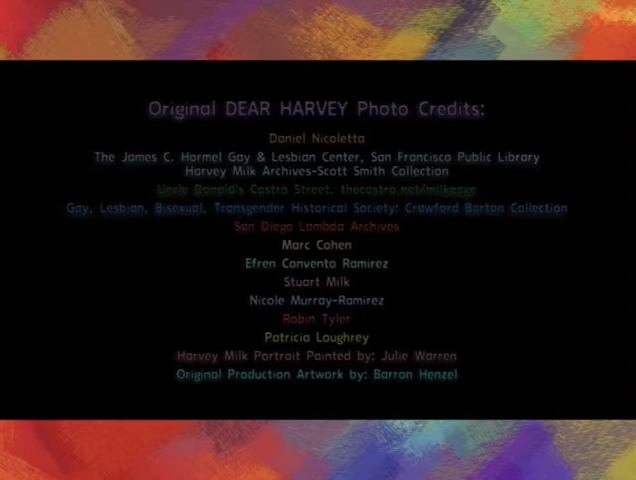 Original DEAR HARVEY Photo Credits:
Daniel Nicoletta
The James C. Hormel Gay & Lesbian Center, San Francisco Public Library
Harvey Milk Archives-Scott Smith Collection
Uncle Donald's Castro Street. thecastro.net/milkpage
Gay, Lesbian, Bisexual, Transgender Historical Society: Crawford Barton Collection
San Diego Lambda Archives
Marc Cohen
Efren Convento Ramirez
Stuart Milk
Nicole Murray-Ramirez
Robin Tyler
Patricia Loughrey
Harvey Milk Portrait Painted by: Julie Warren
Original Production Artwork by: Barron Henzel